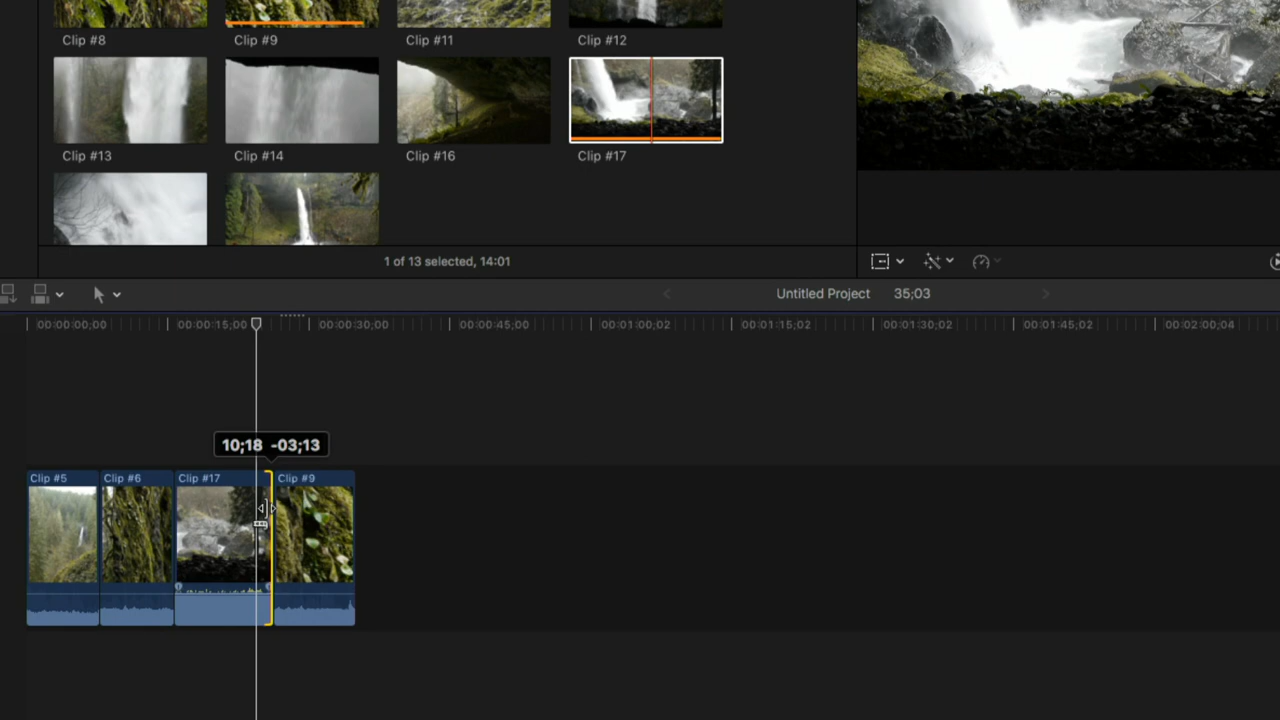 Clip #8
Clip #9
Clip #11
Clip #12
Clip #13
Clip #14
Clip #16
Clip #17
1 of 13 selected, 14:01
Untitled Project
35;03
00:00:00;00
00:00:15;00
00:00:30;00
00:00:45;00
00:01:00;02
00:01:15;02
00:01:30;02
00:01:45;02
00:02:00;04
10;18 -03;13
Clip #5
Clip #6
Clip #17
Clip #9